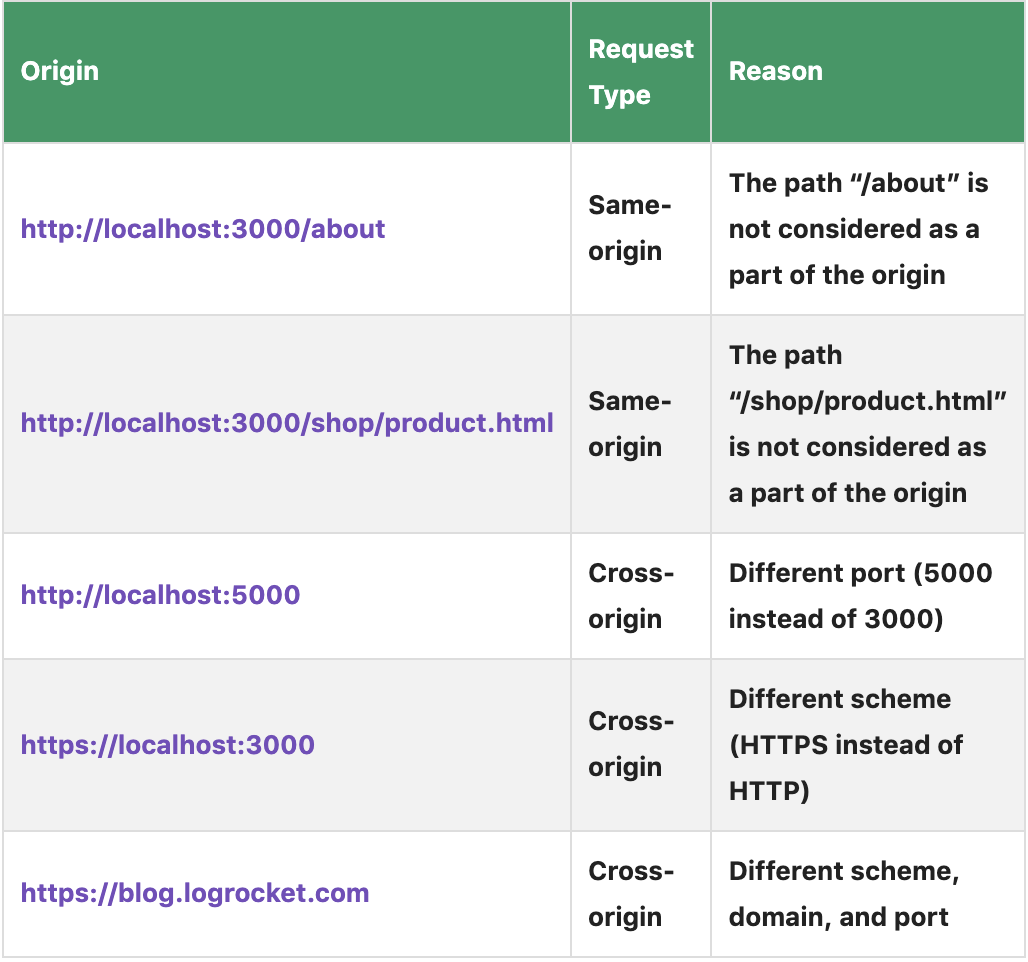 Origin
Request
Type
Reason
http://localhost:3000/about
Same-
origin
The path “/about” is
not considered as a
part of the origin
http://localhost:3000/shop/product.html
Same-
origin
The path
“/shop/product.html”
is not considered as
a part of the origin
http://localhost:5000
Cross-
origin
Different port (5000
instead of 3000)
https://localhost:3000
Cross-
origin
Different scheme
(HTTPS instead of
HTTP)
https://blog.logrocket.com
Cross-
origin
Different scheme,
domain, and port